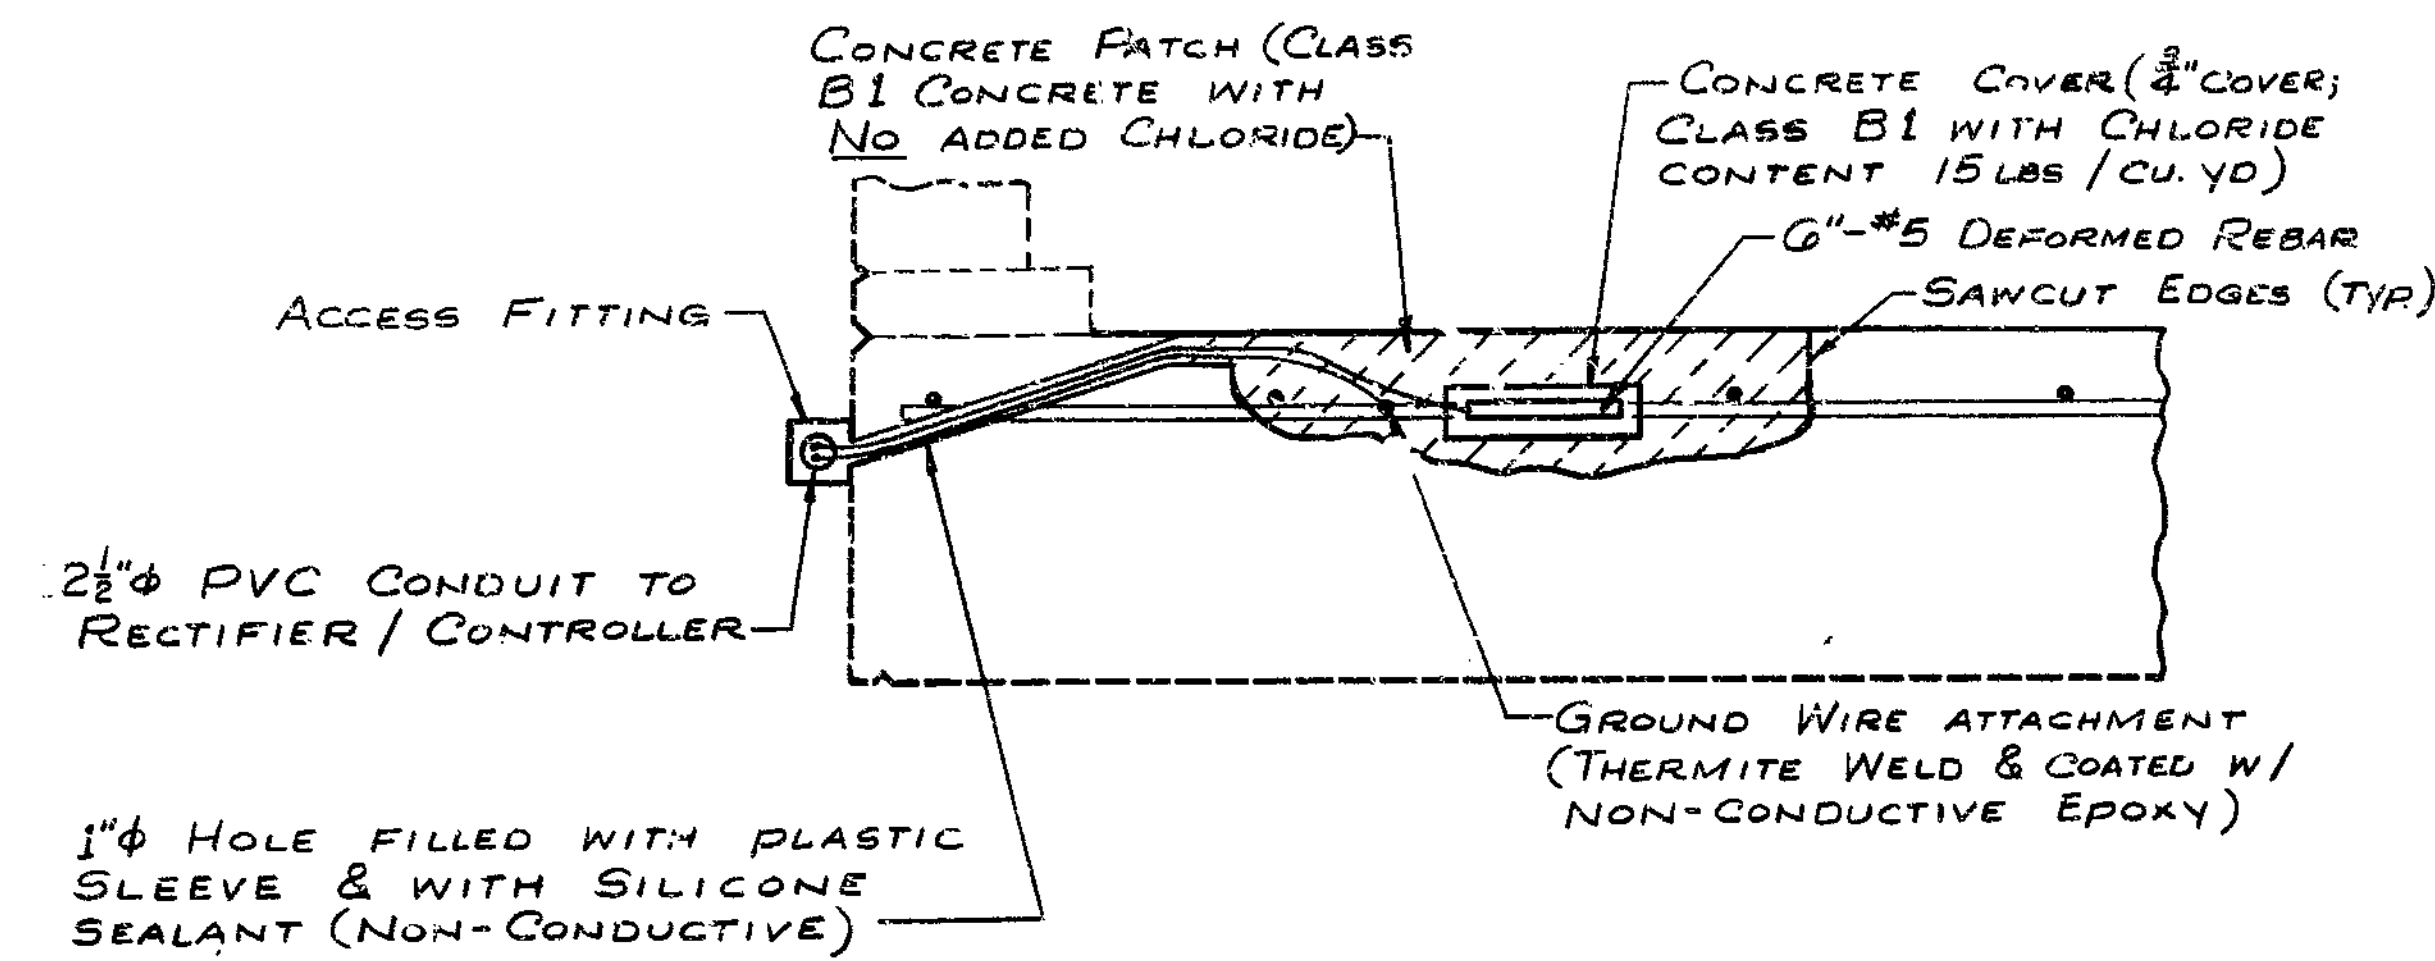 CONCRETE PATCH (CLASS
B1 CONCRETE WITH
NO ADDED CHLORIDE)
CONCRETE COVER (3/4" COVER;
CLASS B1 WITH CHLORIDE
CONTENT 15 LBS / CU. YD)
6"-#5 DEFORMED REBAR
SAWCUT EDGES (TYP.)
ACCESS FITTING
2 1/2"ϕ PVC CONDUIT TO
RECTIFIER / CONTROLLER
GROUND WIRE ATTACHMENT
(THERMITE WELD & COATED W/
NON-CONDUCTIVE EPOXY)
1"ϕ HOLE FILLED WITH PLASTIC
SLEEVE & WITH SILICONE
SEALANT (NON-CONDUCTIVE)